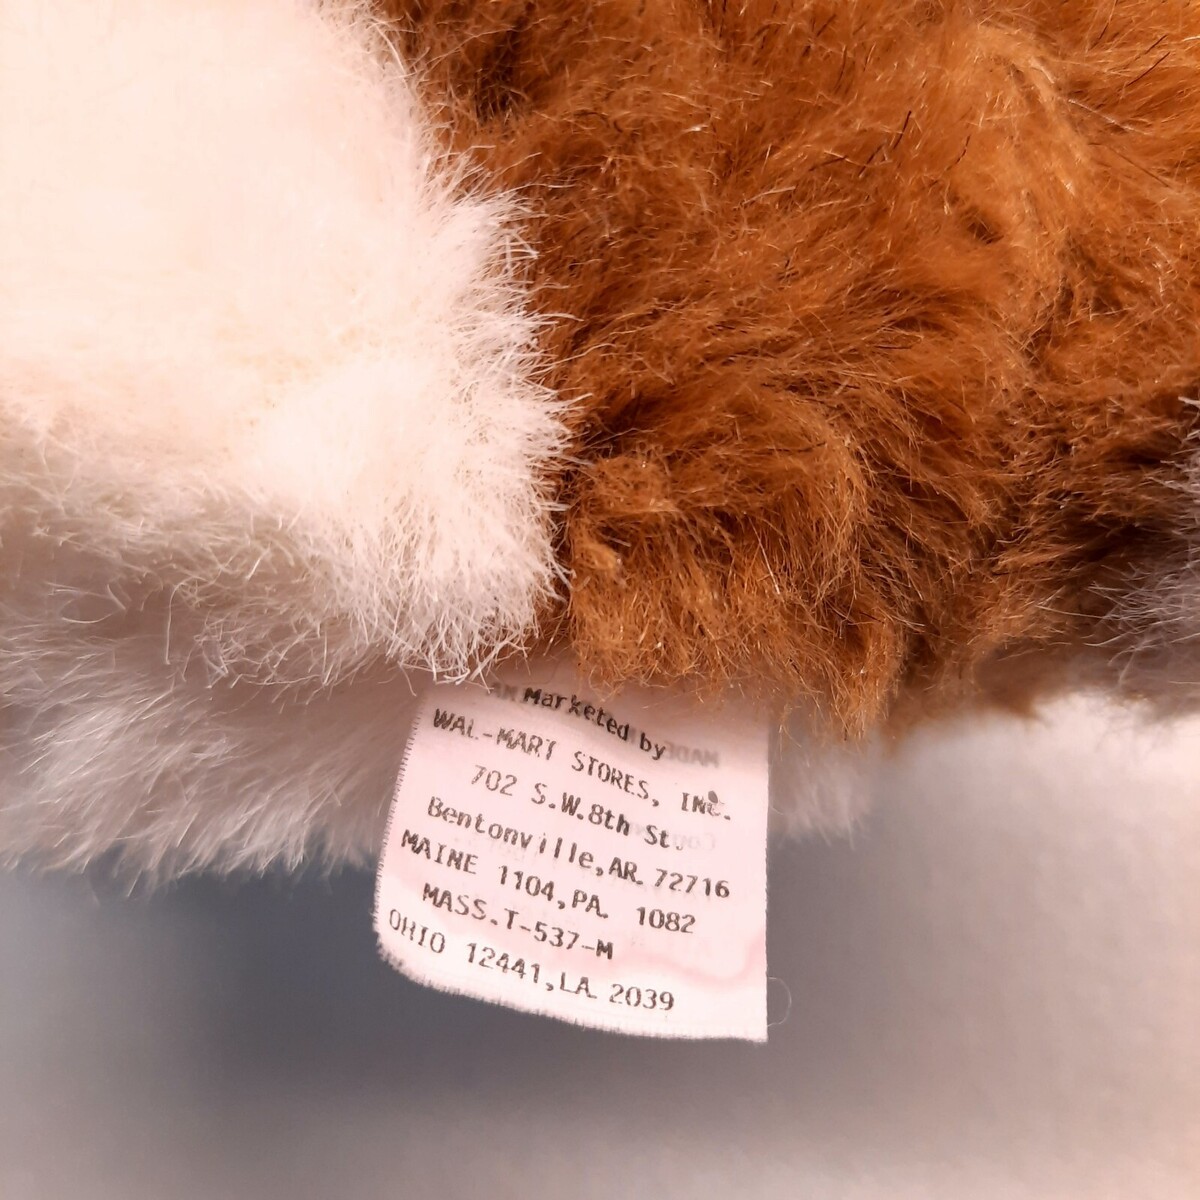 Marketed by
WAL-MART STORES, INC.
702 S.W.8th St.
Bentonville,AR. 72716
MAINE 1104,PA. 1082
MASS.T-537-M
OHIO 12441,LA. 2039